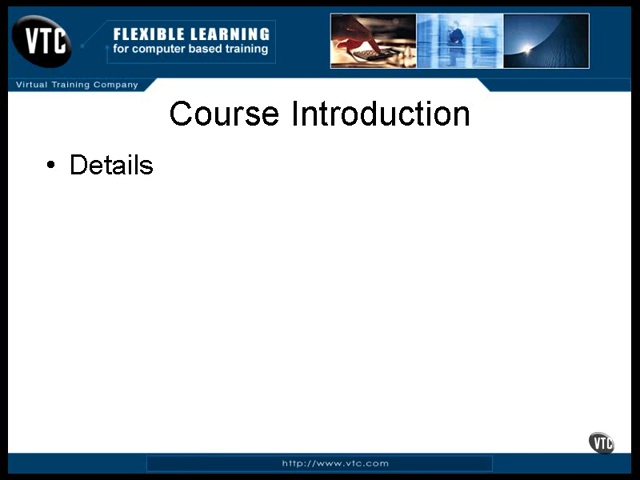 VTC
FLEXIBLE LEARNING
for computer based training
Virtual Training Company
Course Introduction
• Details
VTC
http://www.vtc.com